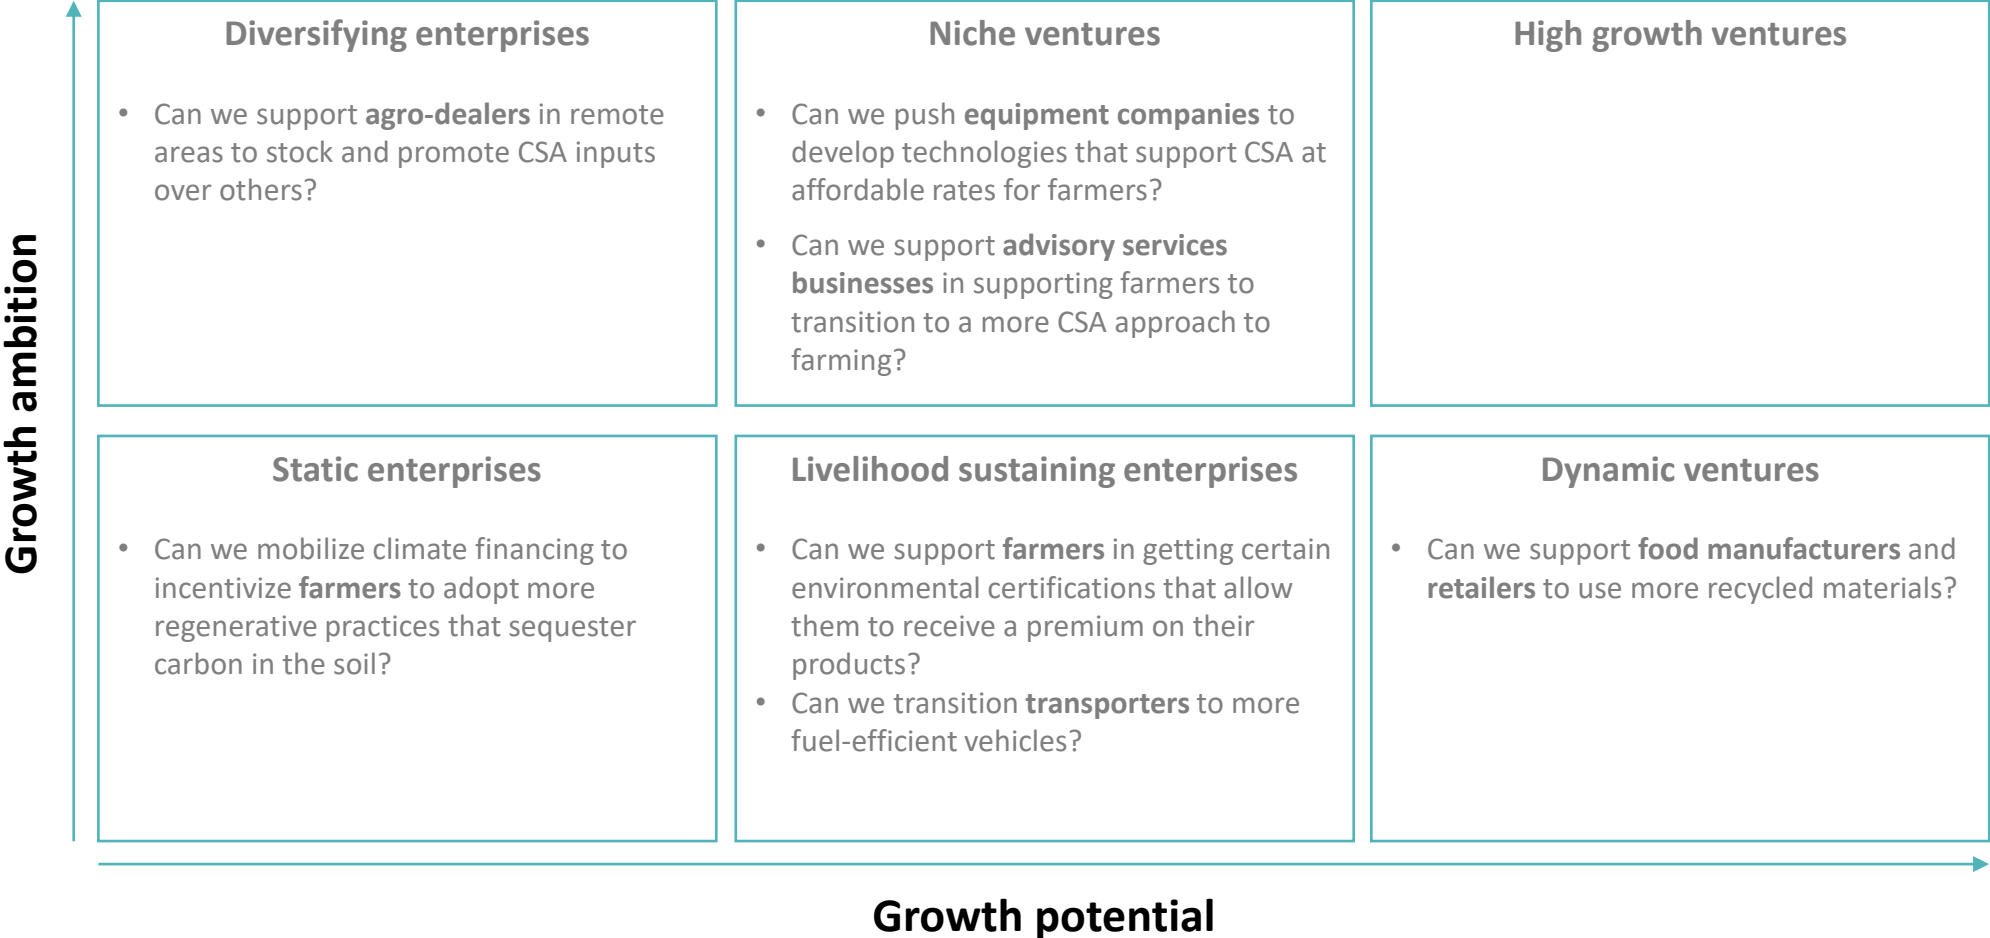 Growth ambition
Diversifying enterprises
• Can we support agro-dealers in remote
areas to stock and promote CSA inputs
over others?
Niche ventures
• Can we push equipment companies to
develop technologies that support CSA at
affordable rates for farmers?
• Can we support advisory services
businesses in supporting farmers to
transition to a more CSA approach to
farming?
High growth ventures
Static enterprises
• Can we mobilize climate financing to
incentivize farmers to adopt more
regenerative practices that sequester
carbon in the soil?
Livelihood sustaining enterprises
• Can we support farmers in getting certain
environmental certifications that allow
them to receive a premium on their
products?
• Can we transition transporters to more
fuel-efficient vehicles?
Dynamic ventures
• Can we support food manufacturers and
retailers to use more recycled materials?
Growth potential